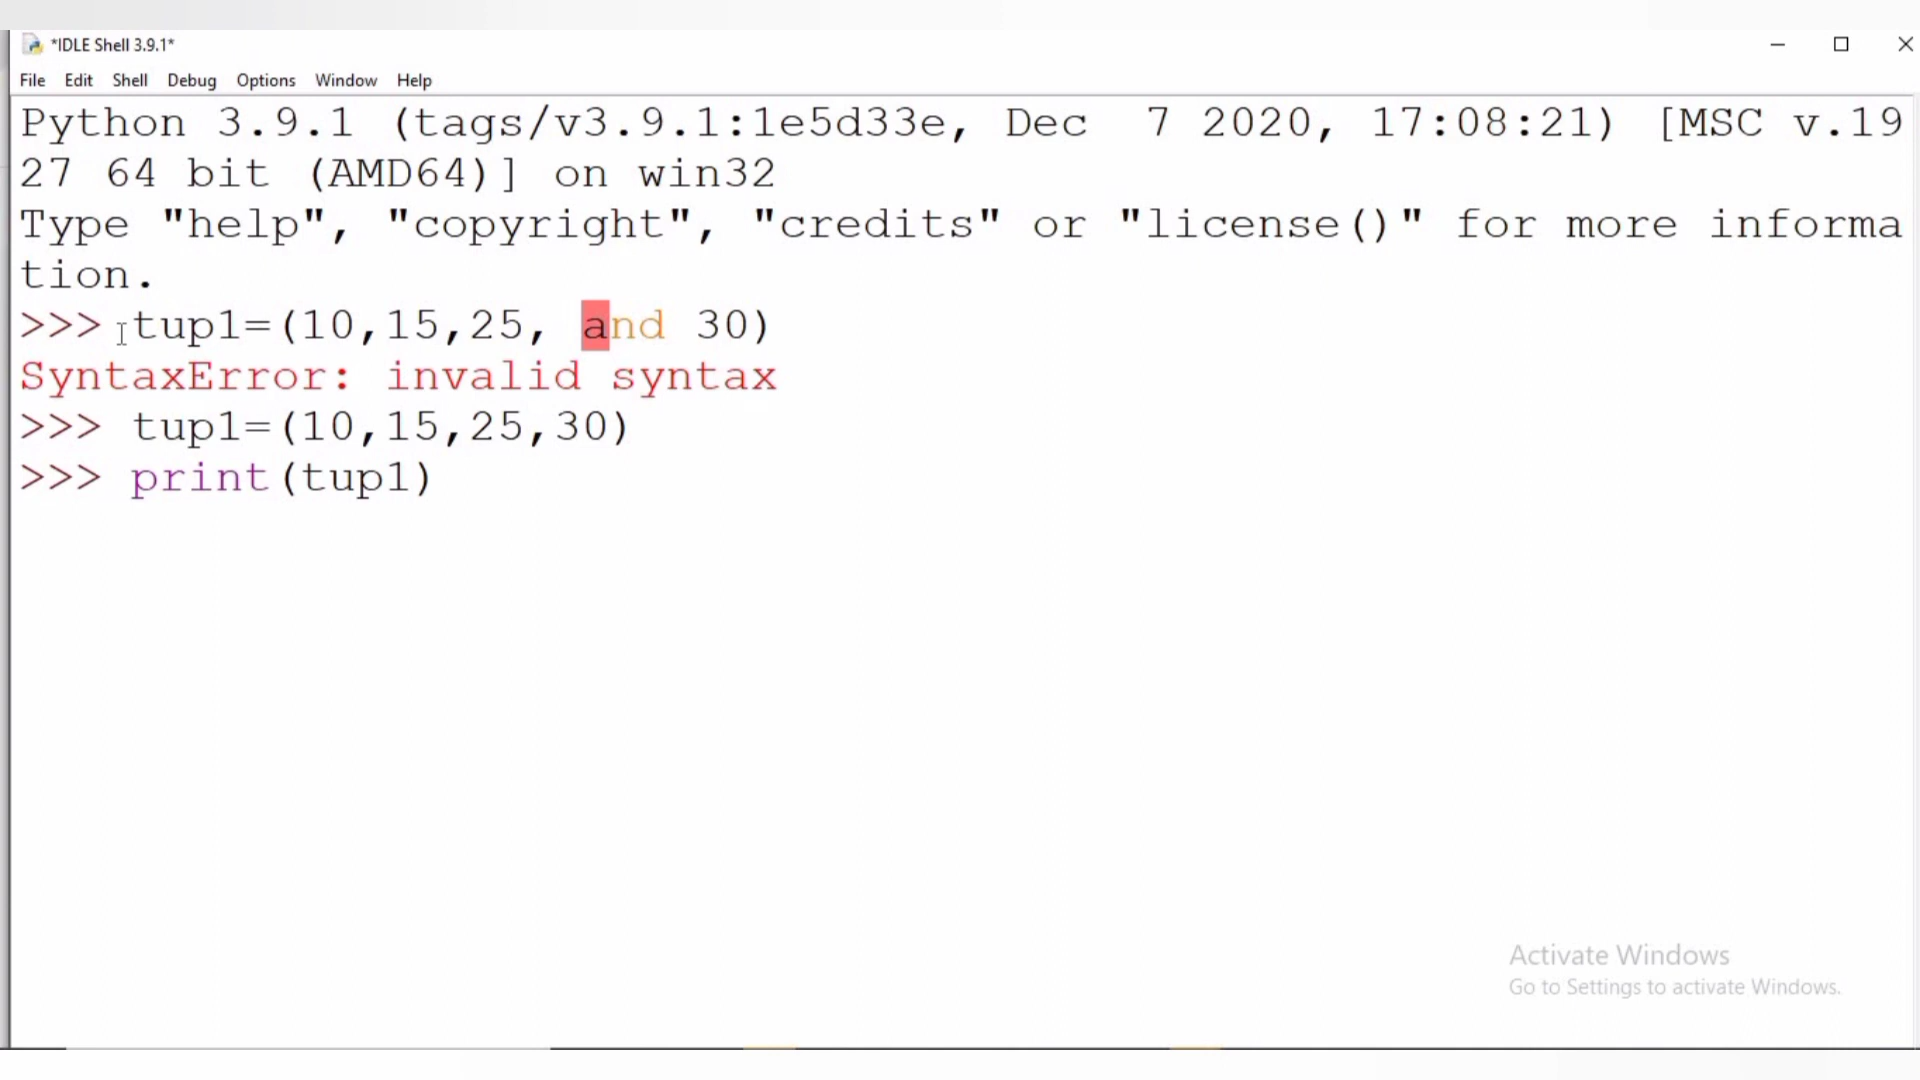 *IDLE Shell 3.9.1*
File Edit Shell Debug Options Window Help
Python 3.9.1 (tags/v3.9.1:1e5d33e, Dec  7 2020, 17:08:21) [MSC v.19
27 64 bit (AMD64)] on win32
Type "help", "copyright", "credits" or "license()" for more informa
tion.
>>> tup1=(10,15,25, and 30)
SyntaxError: invalid syntax
>>> tup1=(10,15,25,30)
>>> print(tup1)
Activate Windows
Go to Settings to activate Windows.